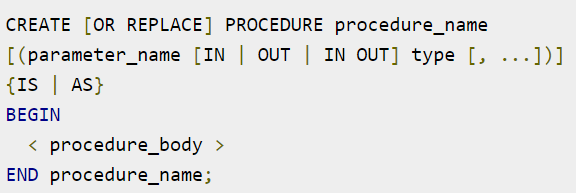 CREATE [OR REPLACE] PROCEDURE procedure_name
[(parameter_name [IN | OUT | IN OUT] type [, ...])]
{IS | AS}
BEGIN
  < procedure_body >
END procedure_name;